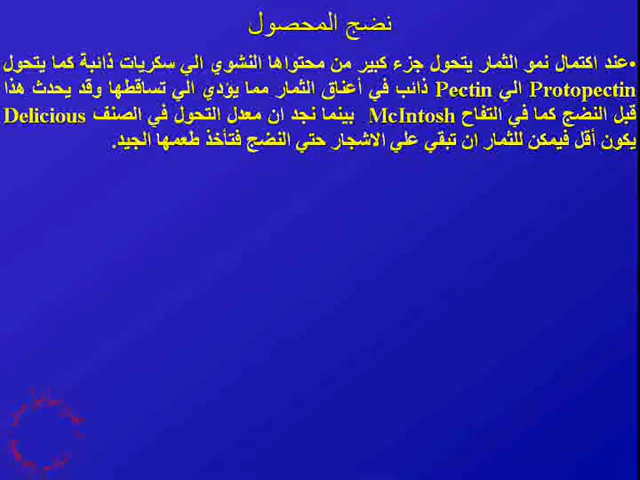 نضج المحصول
•عند اكتمال نمو الثمار يتحول جزء كبير من محتواها النشوي الي سكريات ذائبة كما يتحول
Protopectin الي Pectin ذائب في أعناق الثمار مما يؤدي الي تساقطها وقد يحدث هذا
قبل النضج كما في التفاح McIntosh بينما نجد ان معدل التحول في الصنف Delicious
يكون أقل فيمكن للثمار ان تبقي علي الاشجار حتي النضج فتأخذ طعمها الجيد.